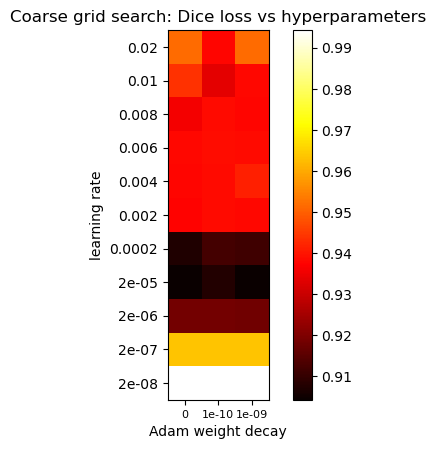 Coarse grid search: Dice loss vs hyperparameters
0.02
0.01
0.008
0.006
0.004
0.002
0.0002
2e-05
2e-06
2e-07
2e-08
learning rate
0 1e-10 1e-09
Adam weight decay
0.99
0.98
0.97
0.96
0.95
0.94
0.93
0.92
0.91